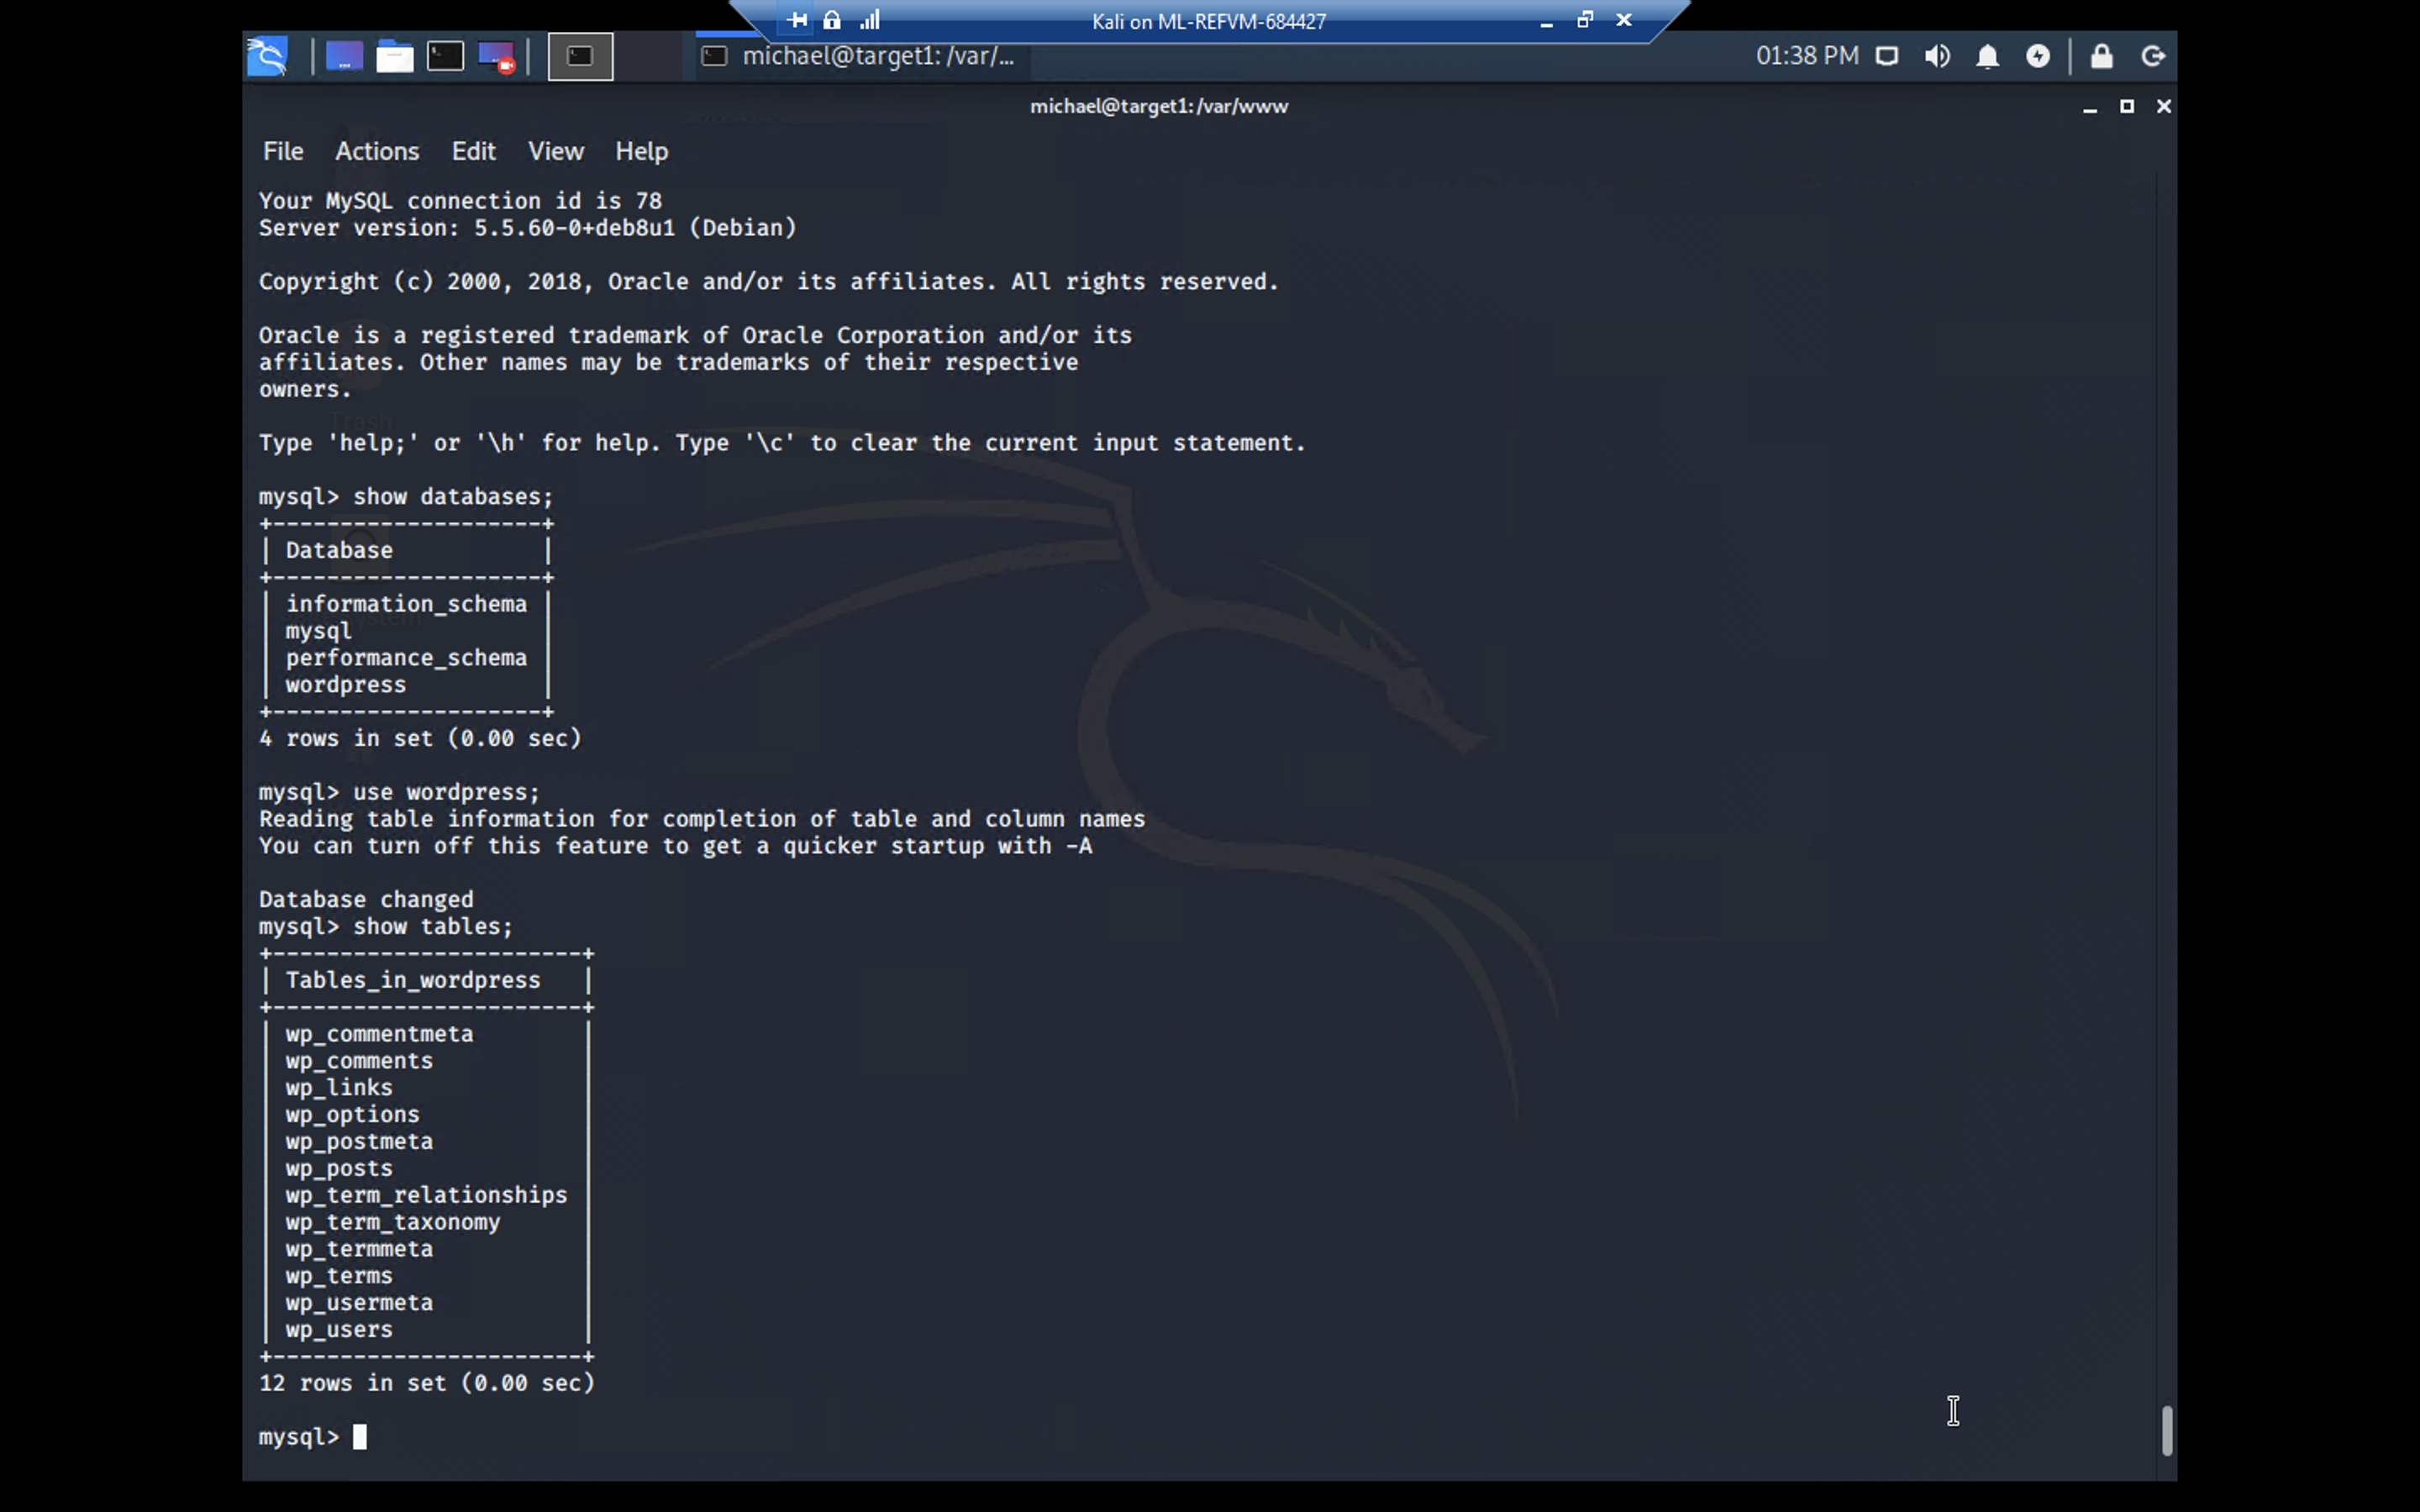 Kali on ML-REFVM-684427
michael@target1: /var/...
01:38 PM
michael@target1:/var/www
File Actions Edit View Help
Your MySQL connection id is 78
Server version: 5.5.60-0+deb8u1 (Debian)
Copyright (c) 2000, 2018, Oracle and/or its affiliates. All rights reserved.
Oracle is a registered trademark of Oracle Corporation and/or its
affiliates. Other names may be trademarks of their respective
owners.
Trash
Type 'help;' or '\h' for help. Type '\c' to clear the current input statement.
mysql> show databases;
+--------------------+
| Database           |
+--------------------+
| information_schema |
| mysql              |
| performance_schema |
| wordpress          |
+--------------------+
4 rows in set (0.00 sec)
mysql> use wordpress;
Reading table information for completion of table and column names
You can turn off this feature to get a quicker startup with -A
Database changed
mysql> show tables;
+-----------------------+
| Tables_in_wordpress   |
+-----------------------+
| wp_commentmeta        |
| wp_comments           |
| wp_links              |
| wp_options            |
| wp_postmeta           |
| wp_posts              |
| wp_term_relationships |
| wp_term_taxonomy      |
| wp_termmeta           |
| wp_terms              |
| wp_usermeta           |
| wp_users              |
+-----------------------+
12 rows in set (0.00 sec)
mysql>